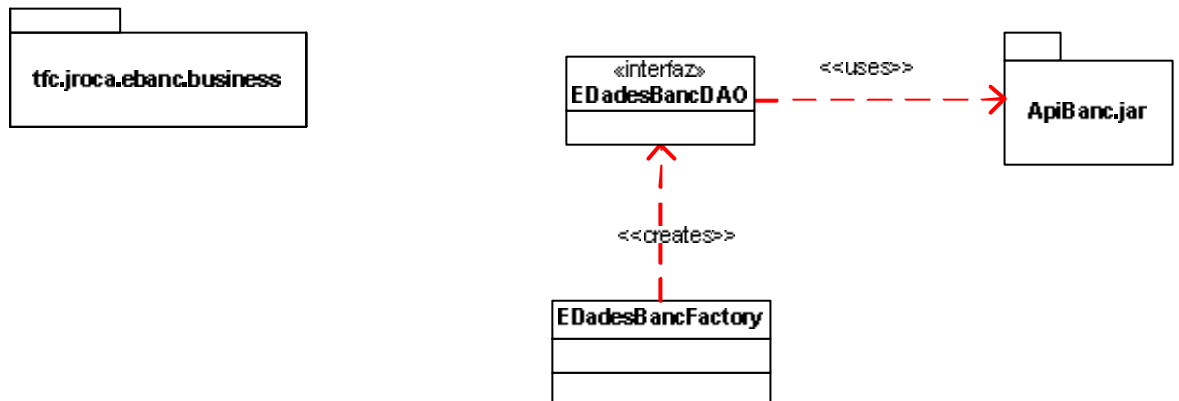 tfc.jroca.ebanc.business
«interfaz»
EDadesBancDAO
<<uses>>
ApiBanc.jar
<<creates>>
EDadesBancFactory